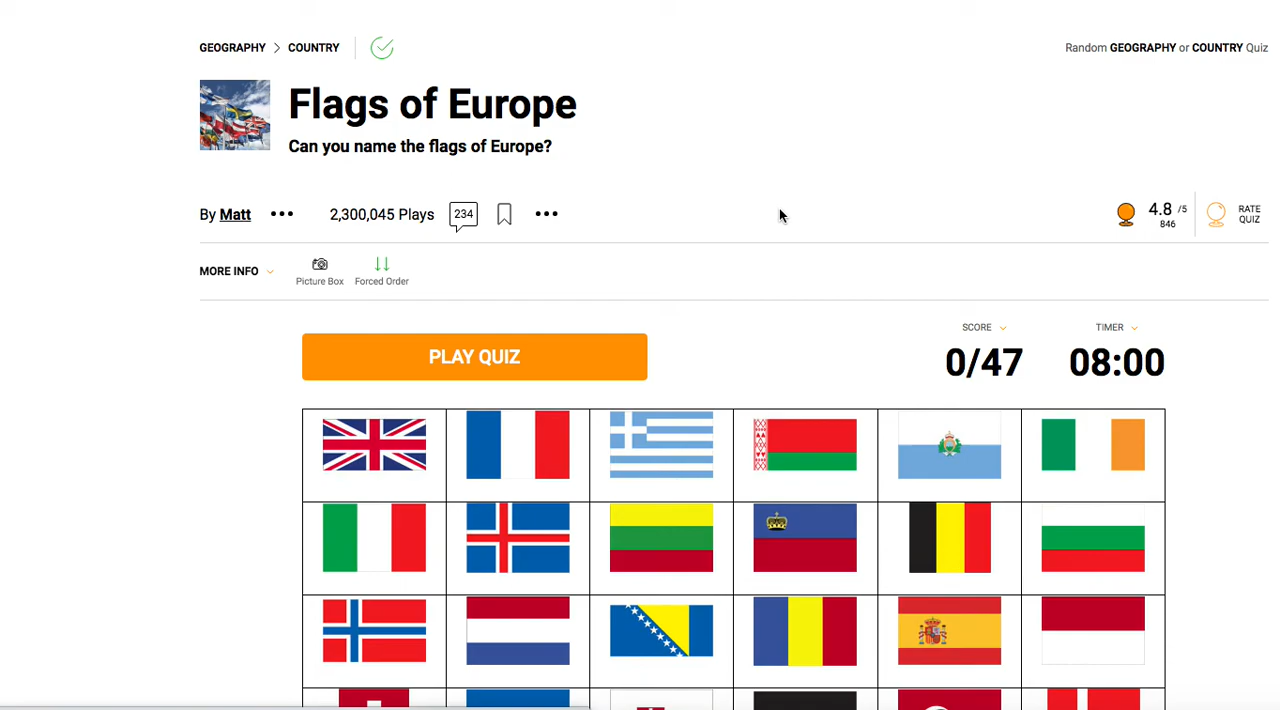 GEOGRAPHY > COUNTRY
Random GEOGRAPHY or COUNTRY Quiz
Flags of Europe
Can you name the flags of Europe?
By Matt ••• 2,300,045 Plays 234 •••
4.8 /5
846
RATE
QUIZ
MORE INFO
Picture Box
Forced Order
PLAY QUIZ
SCORE
0/47
TIMER
08:00